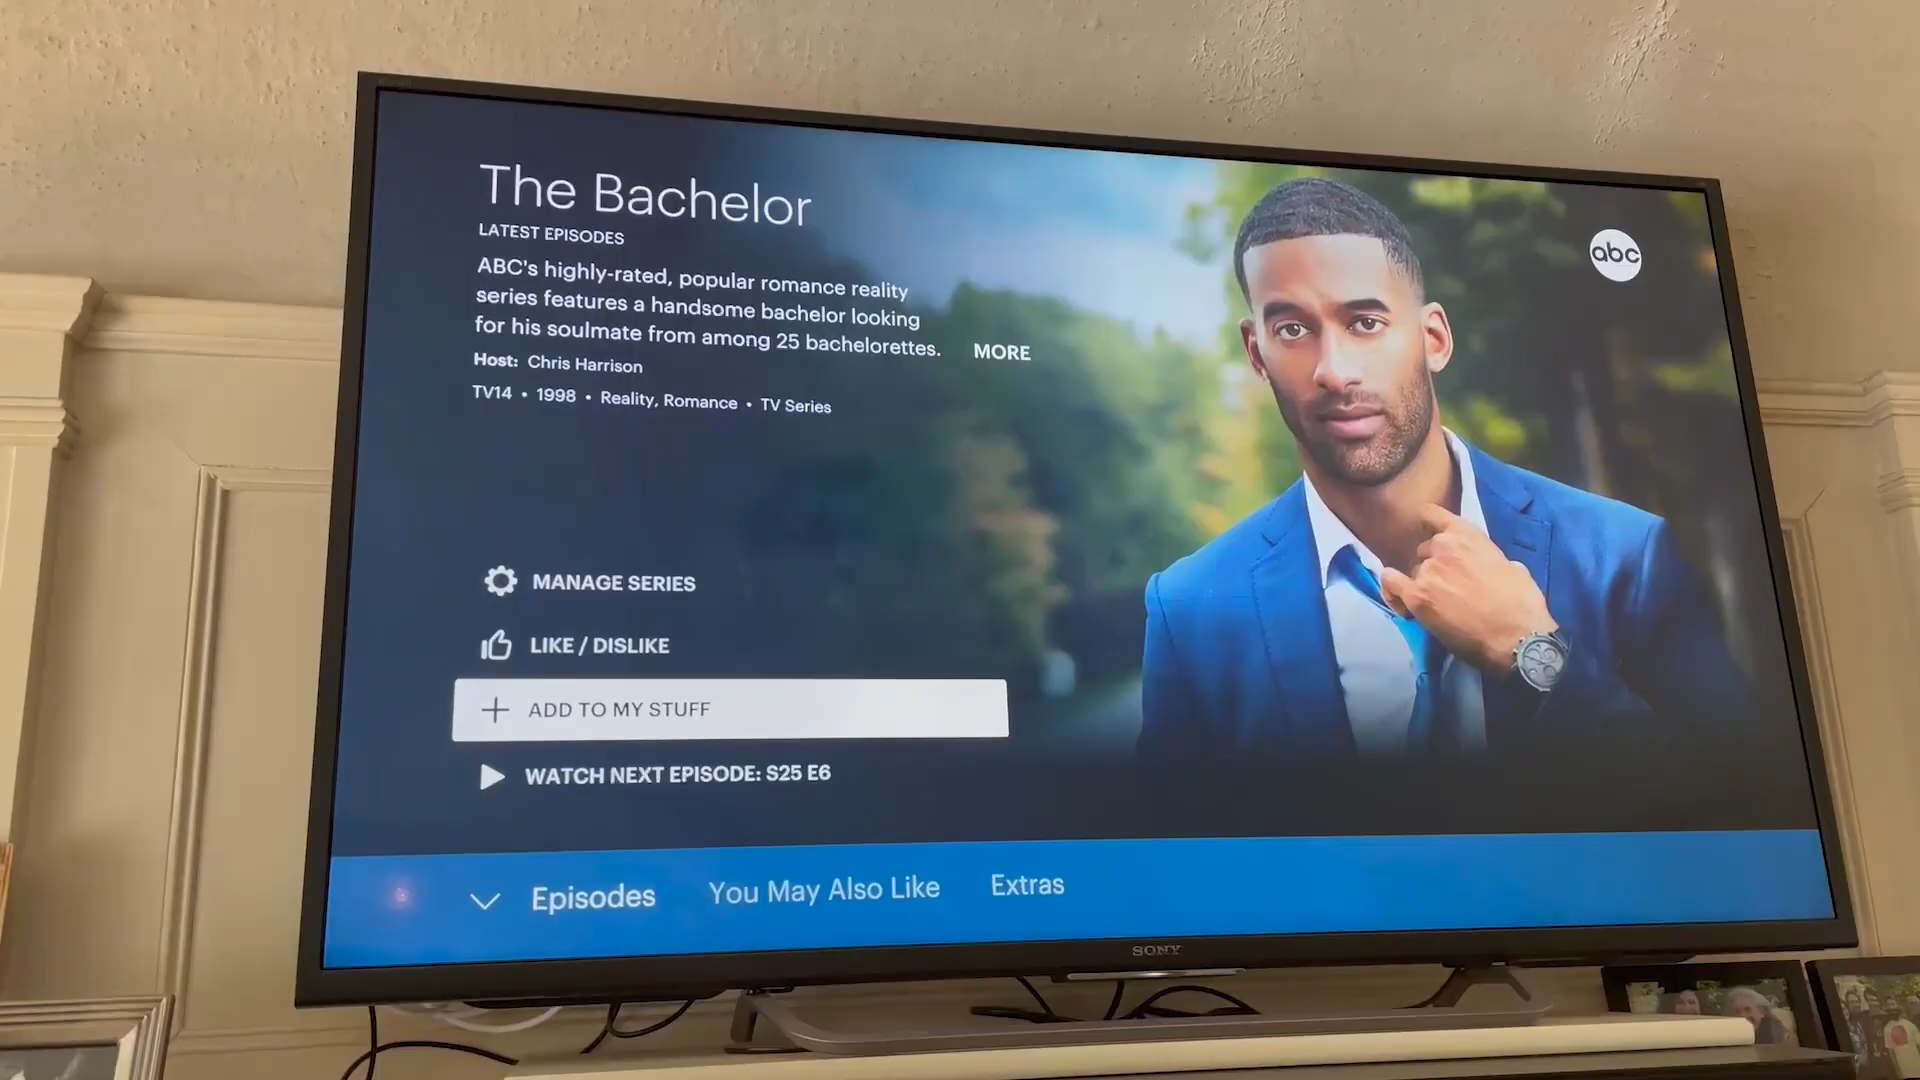 The Bachelor
LATEST EPISODES
ABC's highly-rated, popular romance reality
series features a handsome bachelor looking
for his soulmate from among 25 bachelorettes. MORE
Host: Chris Harrison
TV14 • 1998 • Reality, Romance • TV Series
abc
MANAGE SERIES
LIKE / DISLIKE
ADD TO MY STUFF
WATCH NEXT EPISODE: S25 E6
Episodes You May Also Like Extras
SONY